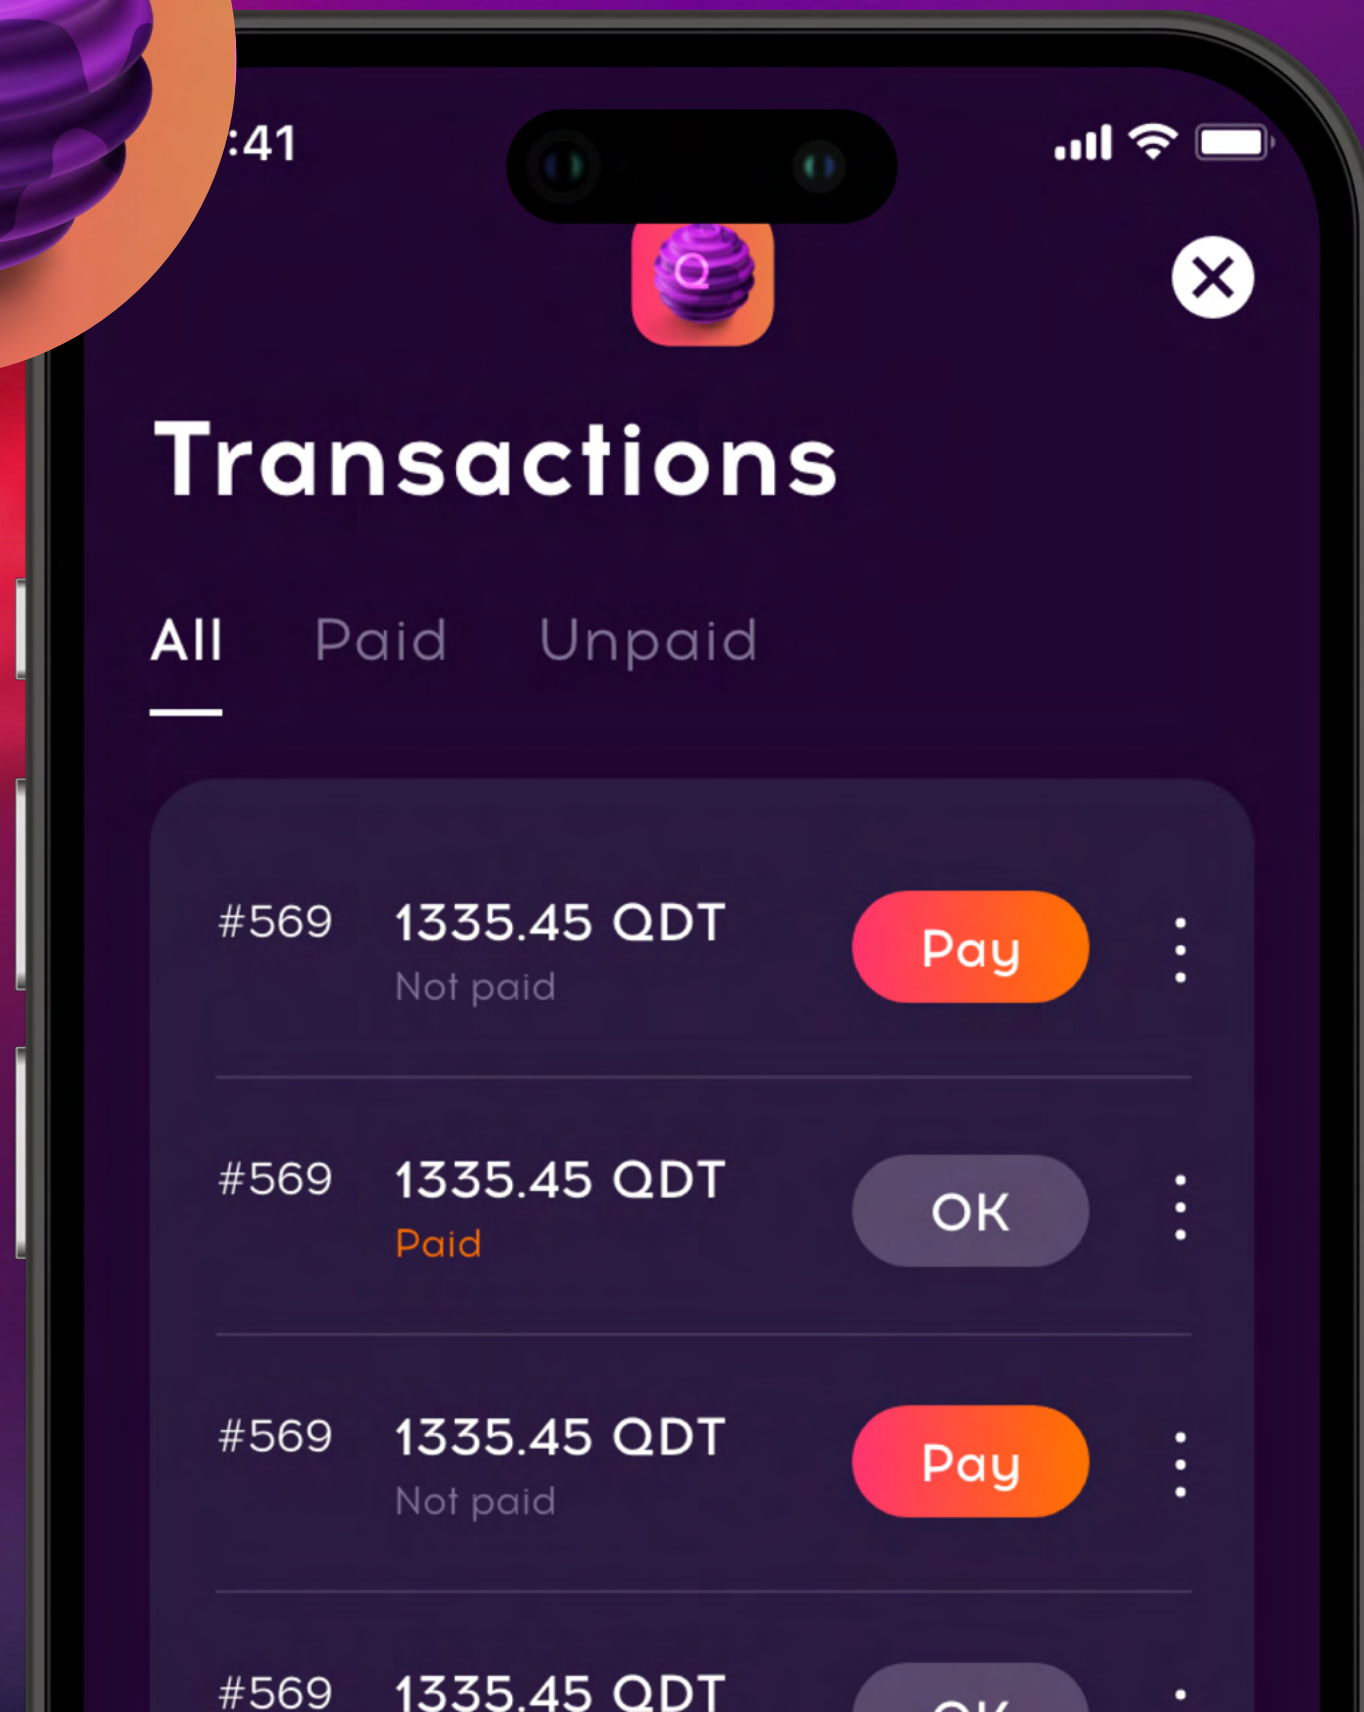 :41
Q
Transactions
All Paid Unpaid
#569 1335.45 QDT Pay
Not paid
#569 1335.45 QDT OK
Paid
#569 1335.45 QDT Pay
Not paid
#569 1335.45 QDT OK